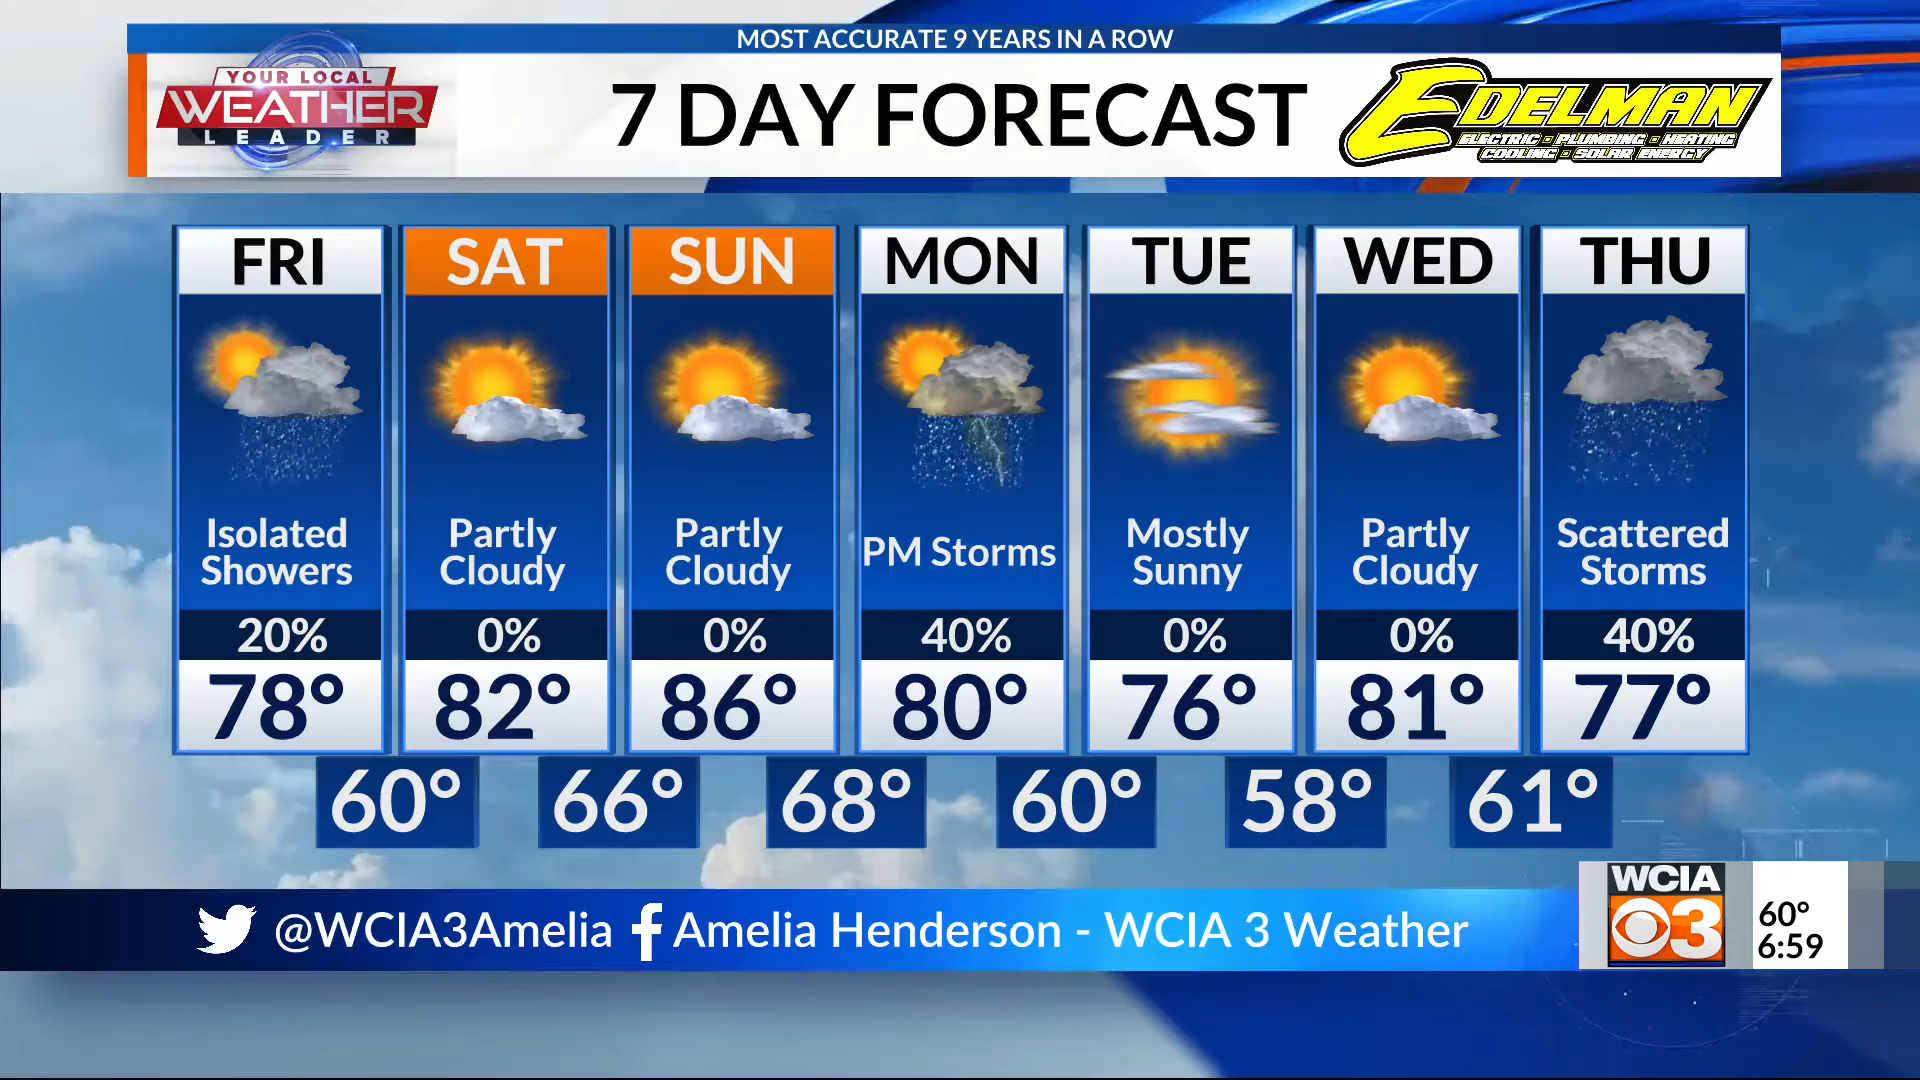 MOST ACCURATE 9 YEARS IN A ROW
YOUR LOCAL
WEATHER
LEADER
7 DAY FORECAST
EDELMAN
ELECTRIC - PLUMBING - HEATING
COOLING - SOLAR ENERGY
FRI SAT SUN MON TUE WED THU
Isolated Partly Partly PM Storms Mostly Partly Scattered
Showers Cloudy Cloudy Sunny Cloudy Storms
20% 0% 0% 40% 0% 0% 40%
78° 82° 86° 80° 76° 81° 77°
60° 66° 68° 60° 58° 61°
@WCIA3Amelia f Amelia Henderson - WCIA 3 Weather
WCIA
3
60°
6:59